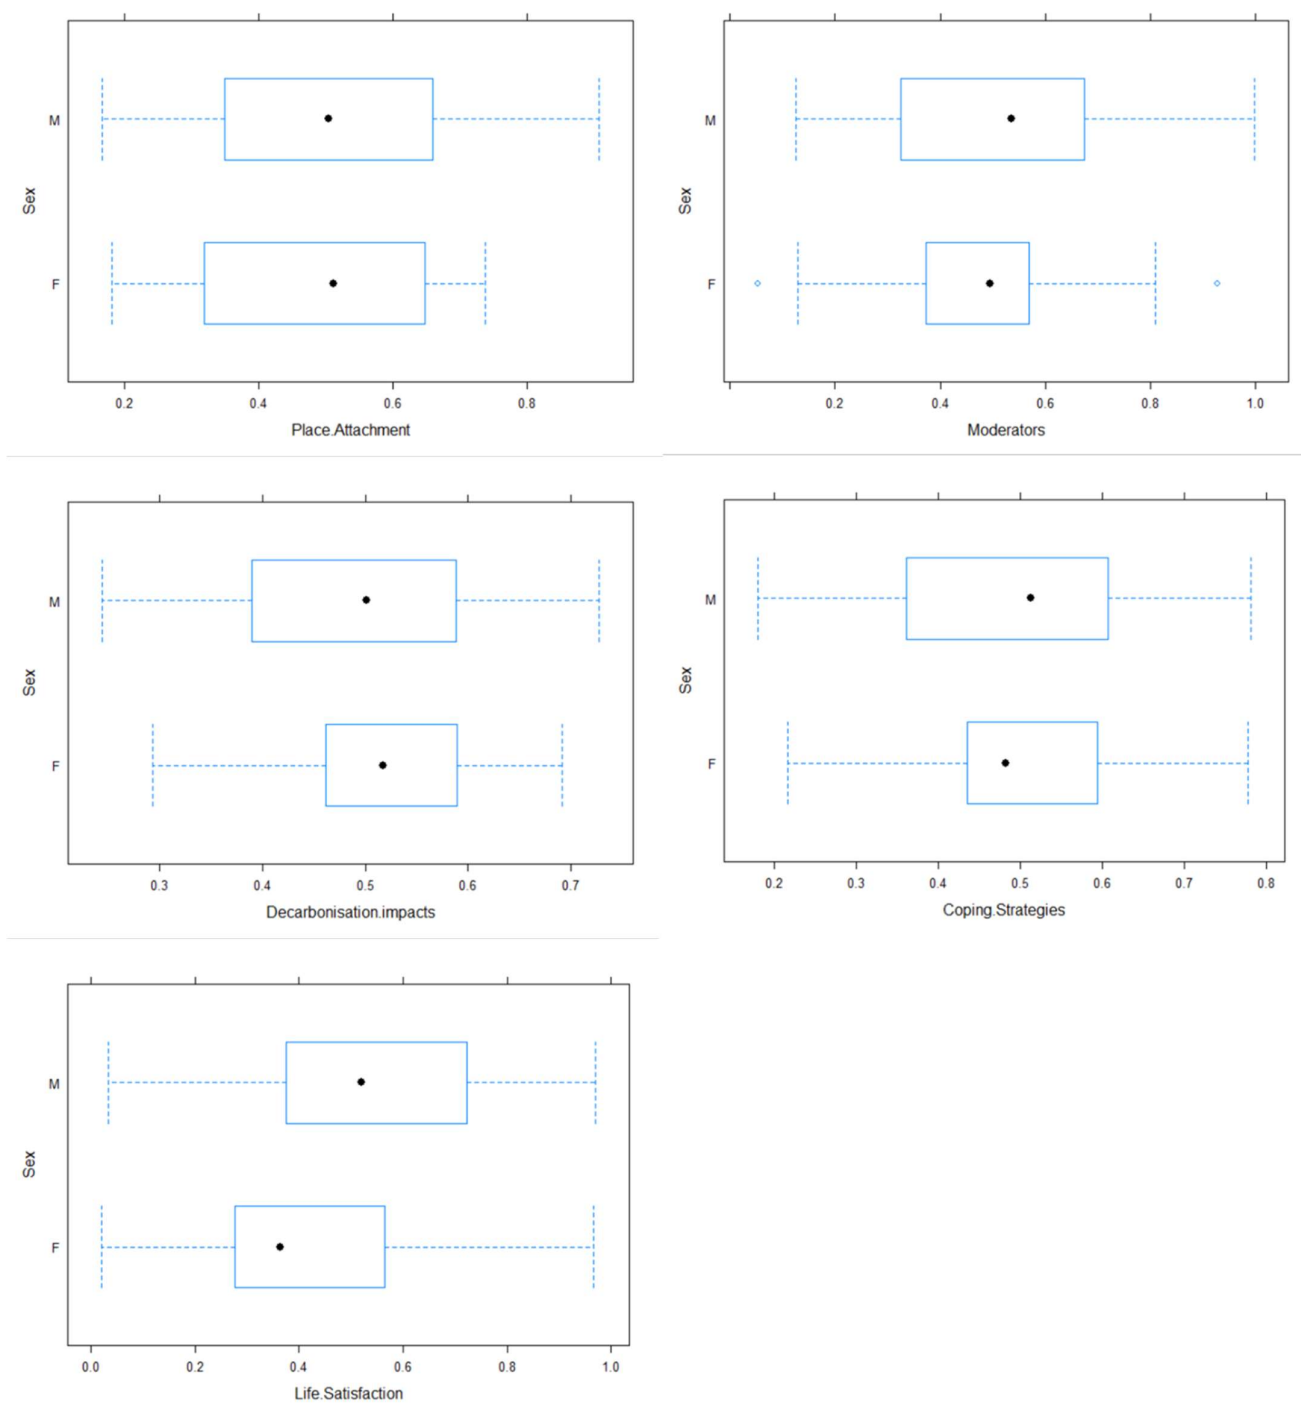 M
Sex
F
0.2 0.4 0.6 0.8
Place.Attachment
M
Sex
F
0.2 0.4 0.6 0.8 1.0
Moderators
M
Sex
F
0.3 0.4 0.5 0.6 0.7
Decarbonisation.impacts
M
Sex
F
0.2 0.3 0.4 0.5 0.6 0.7 0.8
Coping.Strategies
M
Sex
F
0.0 0.2 0.4 0.6 0.8 1.0
Life.Satisfaction